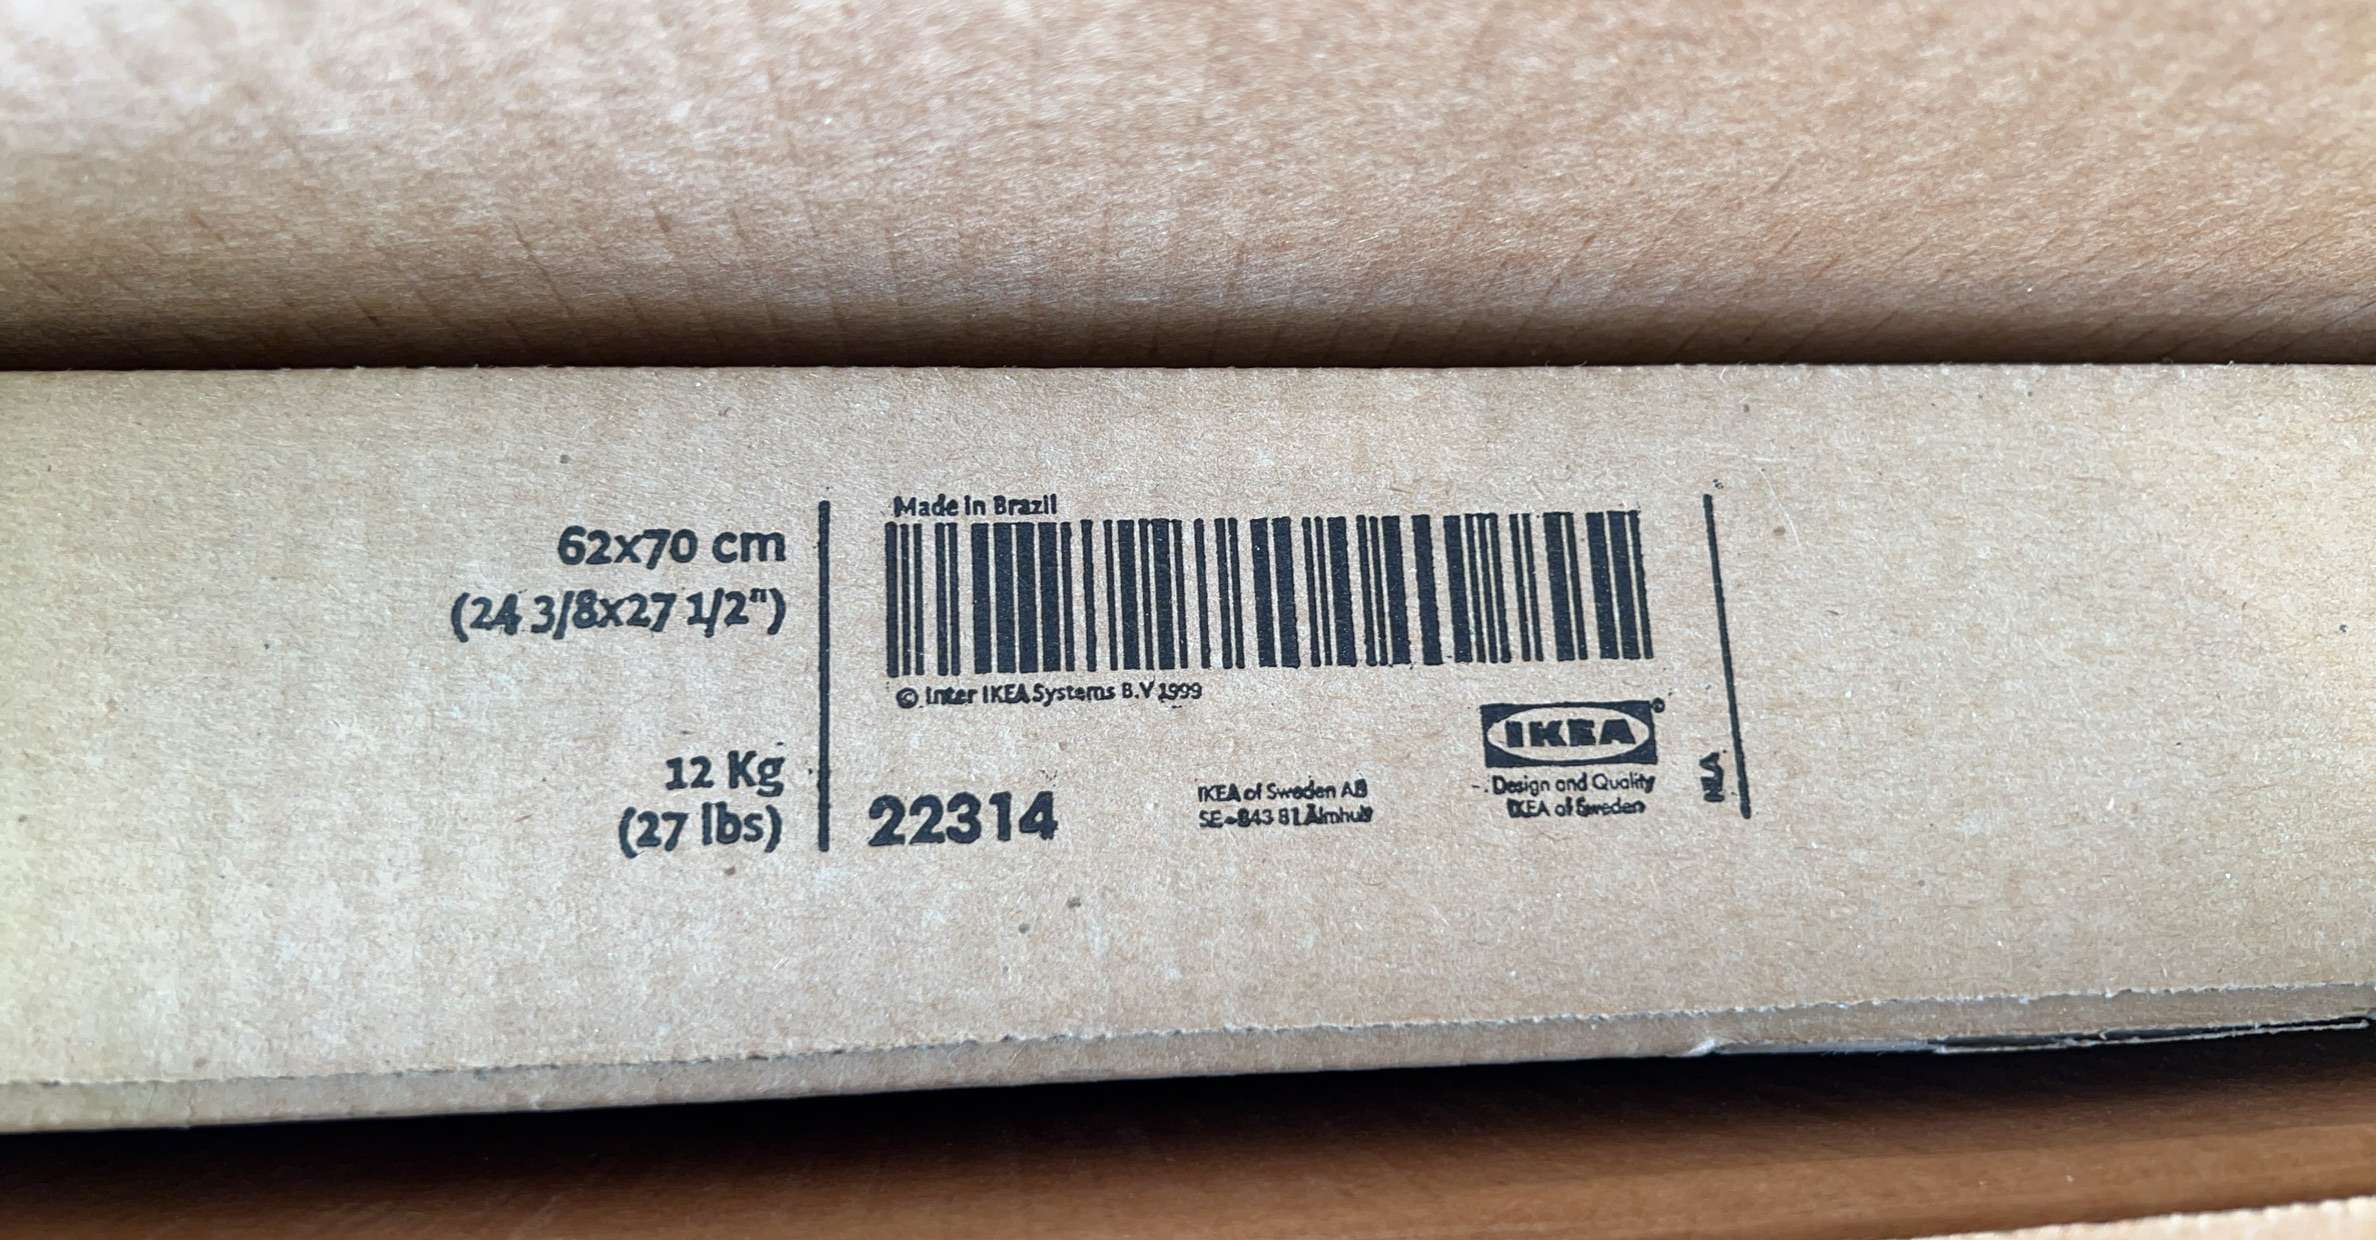 62x70 cm
(24 3/8x27 1/2")
12 Kg
(27 lbs)
Made in Brazil
© Inter IKEA Systems B.V 1999
22314
IKEA of Sweden AB
SE-843 81 Älmhult
IKEA®
Design and Quality
IKEA of Sweden